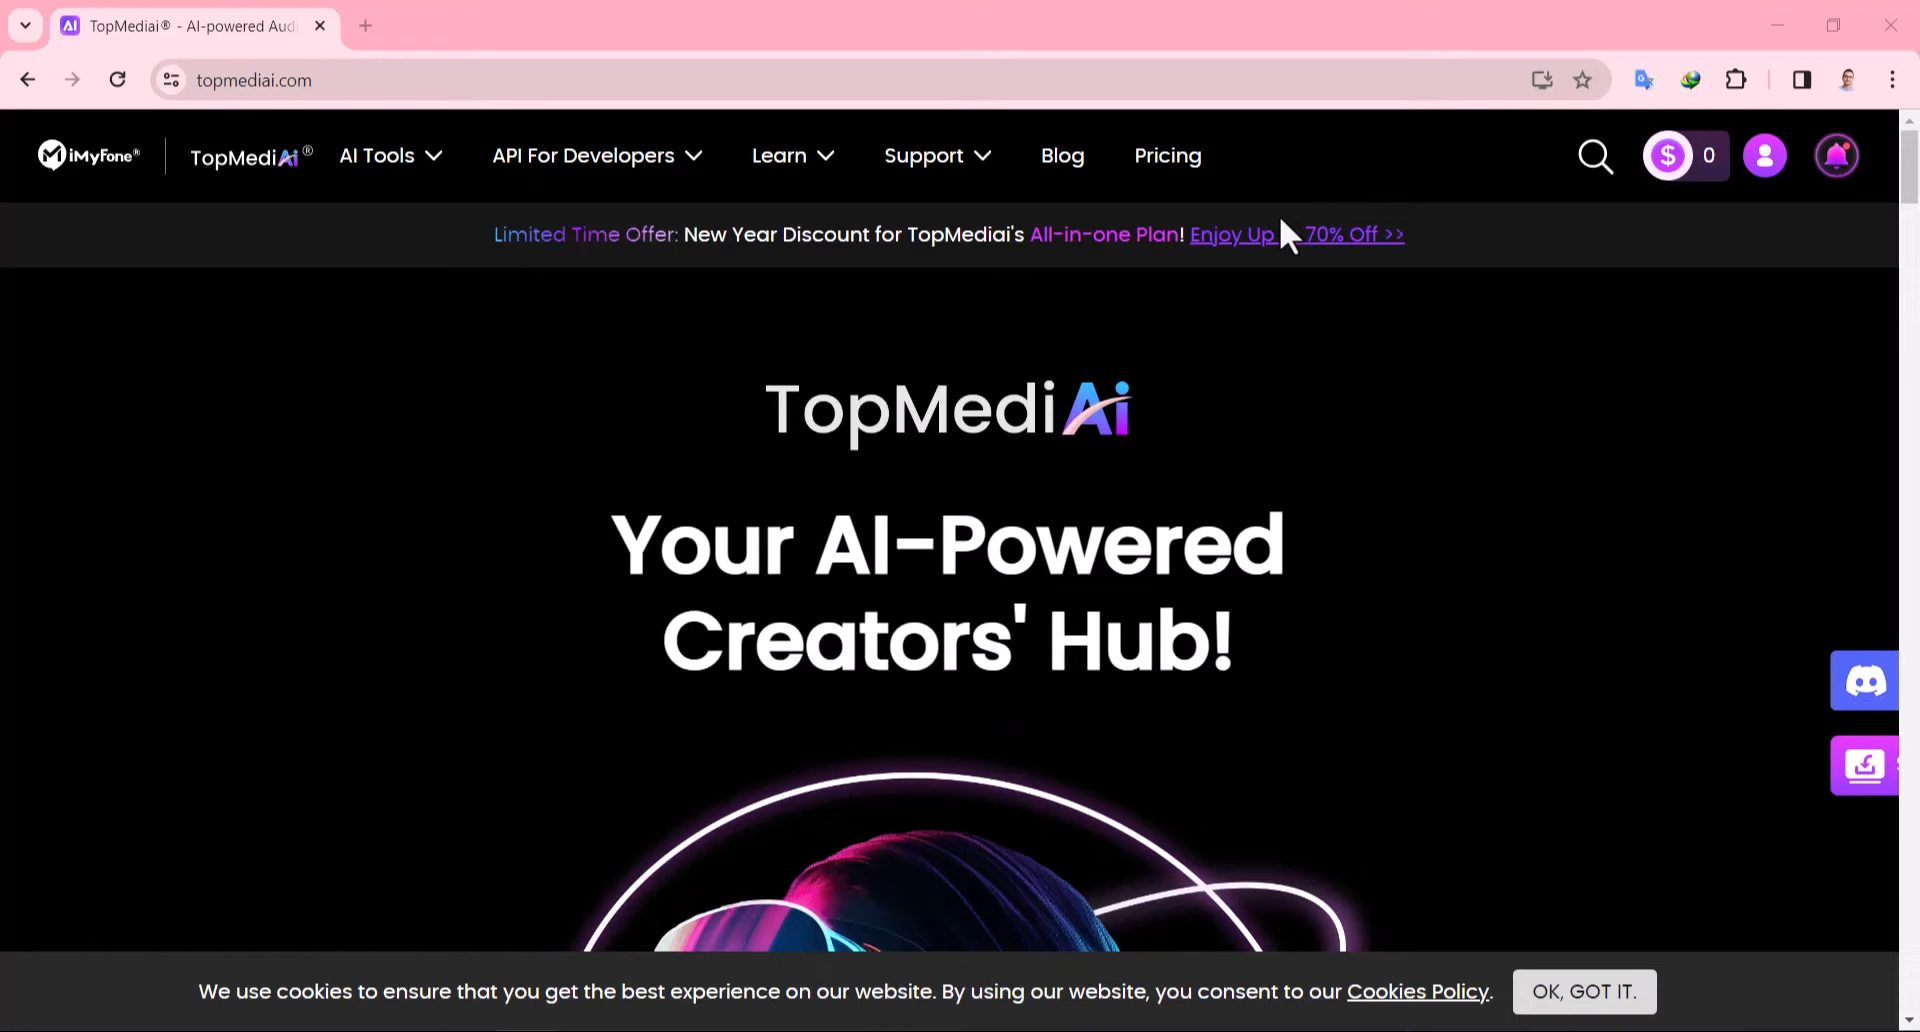 TopMediai® - AI-powered Aud
topmediai.com
iMyFone®
TopMediAi®
AI Tools
API For Developers
Learn
Support
Blog
Pricing
$
0
Limited Time Offer: New Year Discount for TopMediai's All-in-one Plan! Enjoy Up 70% Off >>
TopMediAi
Your AI-Powered
Creators' Hub!
We use cookies to ensure that you get the best experience on our website. By using our website, you consent to our Cookies Policy.
OK, GOT IT.